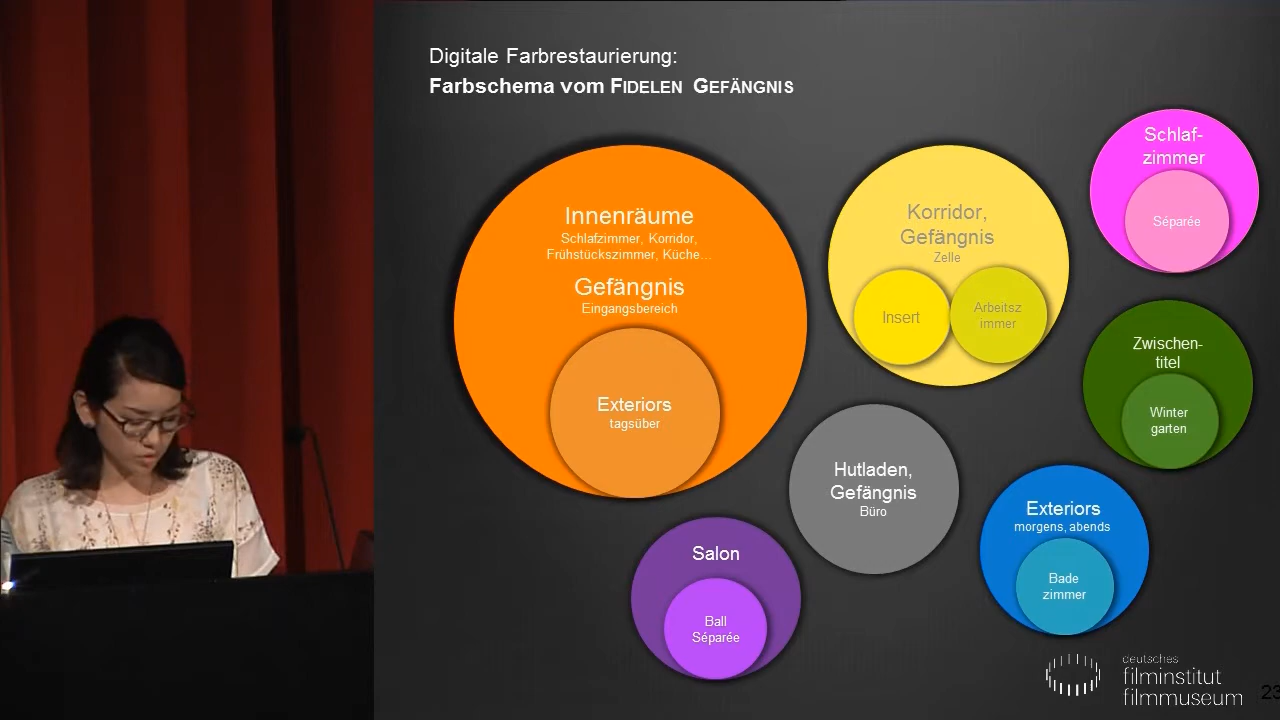 Digitale Farbrestaurierung:
Farbschema vom FIDELEN GEFÄNGNIS
Innenräume
Schlafzimmer, Korridor,
Frühstückszimmer, Küche...
Gefängnis
Eingangsbereich
Exteriors
tagsüber
Korridor,
Gefängnis
Zelle
Insert
Arbeitsz
immer
Schlaf-
zimmer
Séparée
Zwischen-
titel
Winter
garten
Hutladen,
Gefängnis
Büro
Exteriors
morgens, abends
Bade
zimmer
Salon
Ball
Séparée
deutsches
filminstitut
filmmuseum
23